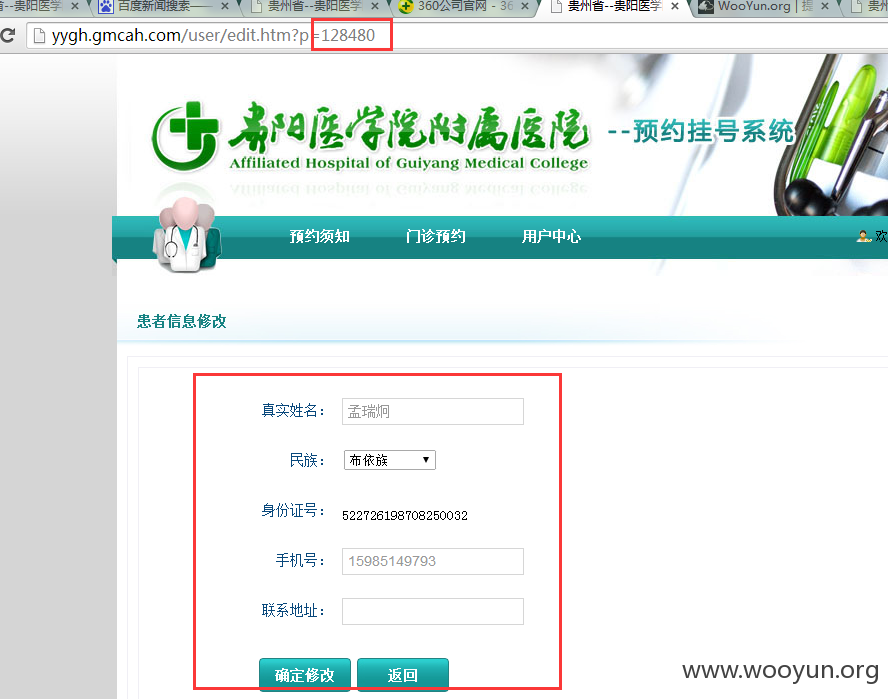 省--贵阳医学 × 百度新闻搜索—— × 贵州省--贵阳医学 × 360公司官网 - 36 × 贵州省--贵阳医学 × WooYun.org | 提 × 贵州
yygh.gmcah.com/user/edit.htm?p=128480
贵阳医学院附属医院 --预约挂号系统
Affiliated Hospital of Guiyang Medical College
预约须知 门诊预约 用户中心 欢
患者信息修改
真实姓名： 孟瑞炯
民族： 布依族
身份证号： 522726198708250032
手机号： 15985149793
联系地址：
确定修改 返回
www.wooyun.org